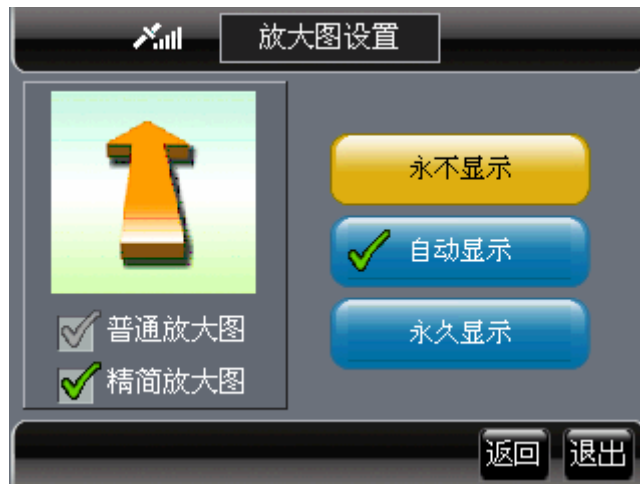 放大图设置
永不显示
自动显示
永久显示
普通放大图
精简放大图
返回 退出